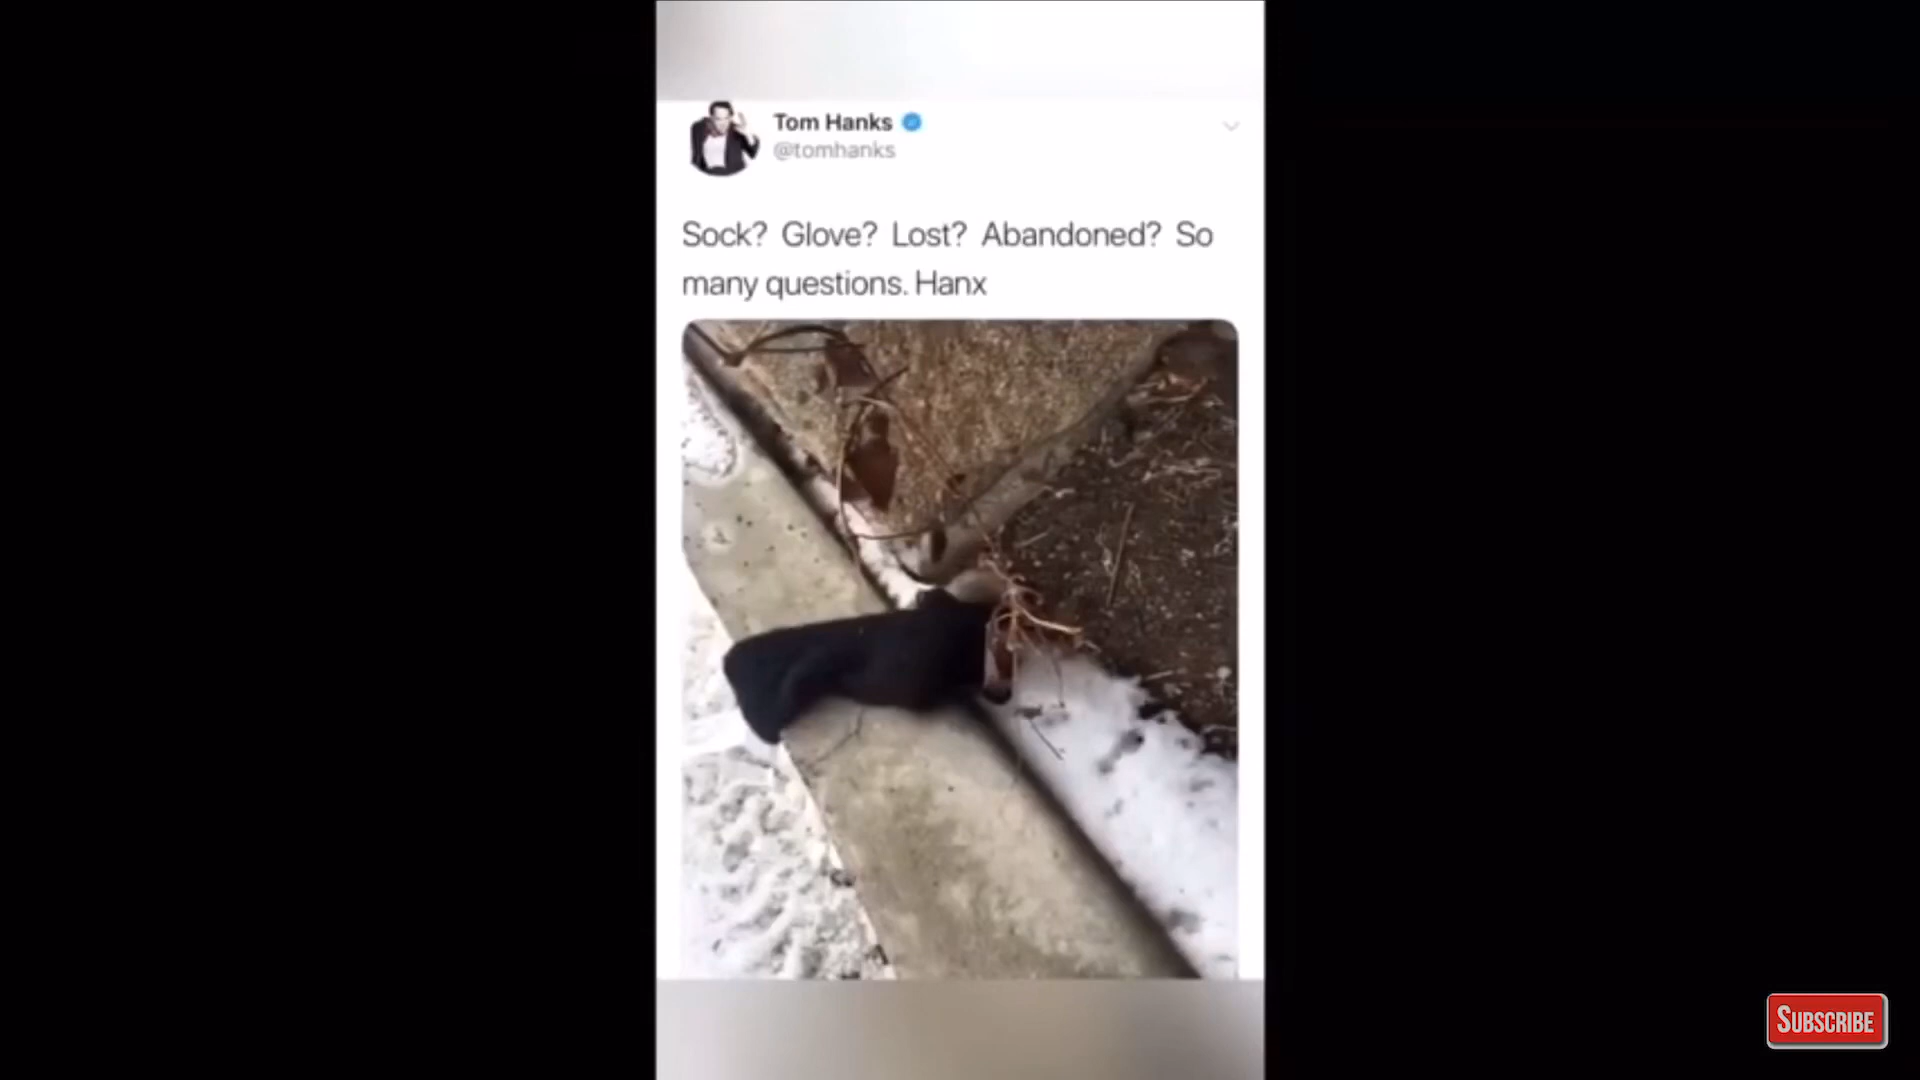 Tom Hanks
@tomhanks
Sock? Glove? Lost? Abandoned? So
many questions. Hanx
SUBSCRIBE